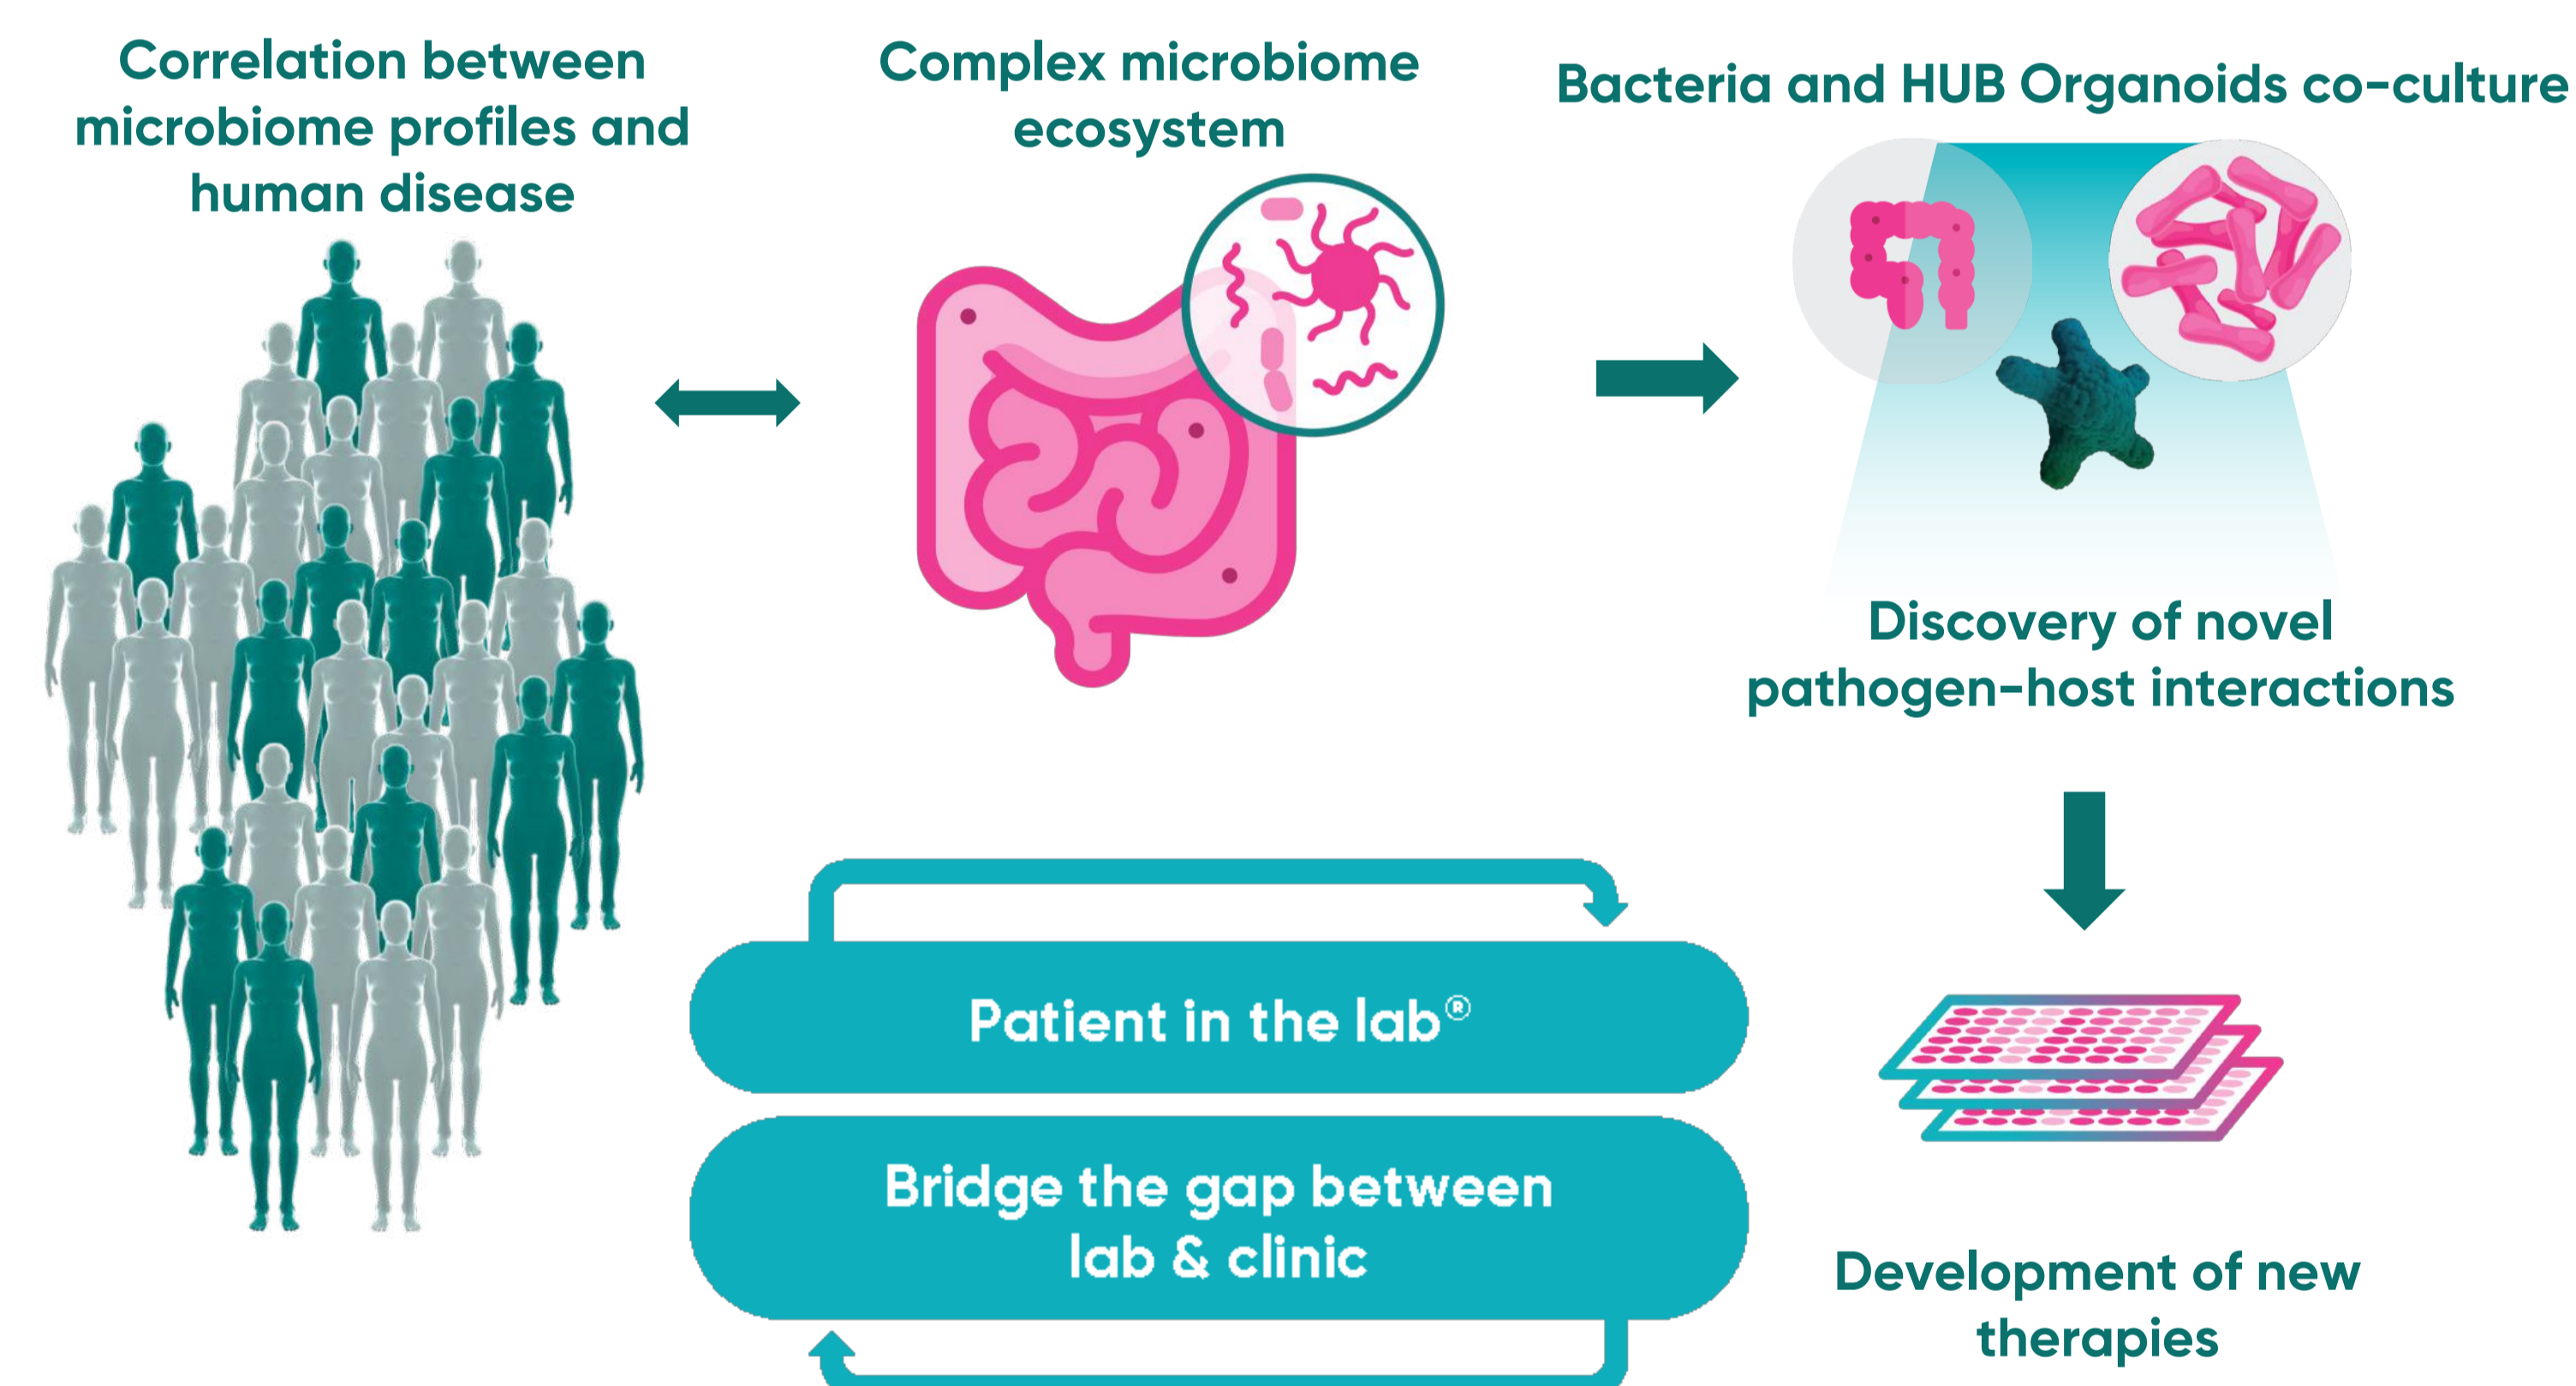 Correlation between
microbiome profiles and
human disease
Complex microbiome
ecosystem
Bacteria and HUB Organoids co-culture
Discovery of novel
pathogen-host interactions
Patient in the lab®
Bridge the gap between
lab & clinic
Development of new
therapies